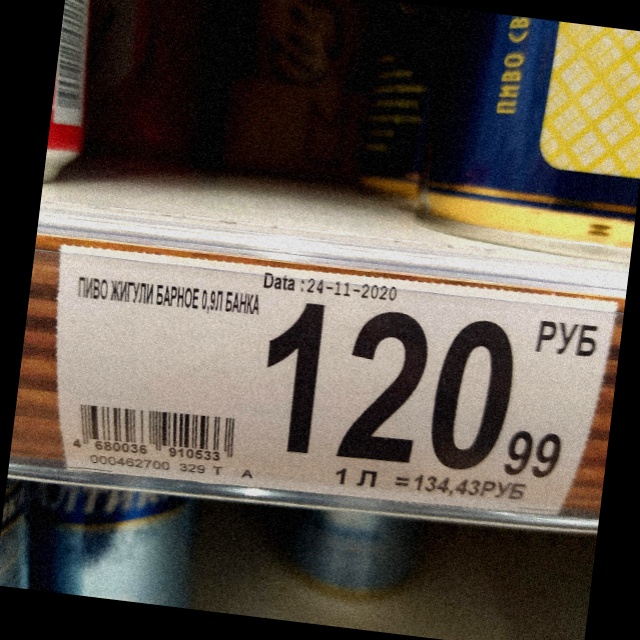 ПИВО СВ
Data :24-11-2020
ПИВО ЖИГУЛИ БАРНОЕ 0,9Л БАНКА
120 99 РУБ
4 680036 910533
000462700 329 Т А
1 Л =134,43РУБ